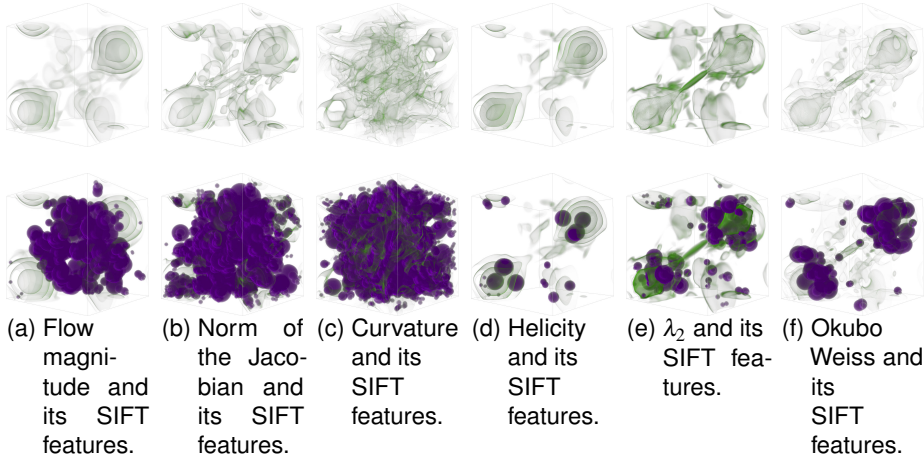 (a) Flow
magni-
tude and
its SIFT
features.
(b) Norm of
the Jaco-
bian and
its SIFT
features.
(c) Curvature
and its
SIFT
features.
(d) Helicity
and its
SIFT
features.
(e) λ₂ and its
SIFT fea-
tures.
(f) Okubo
Weiss and
its
SIFT
features.